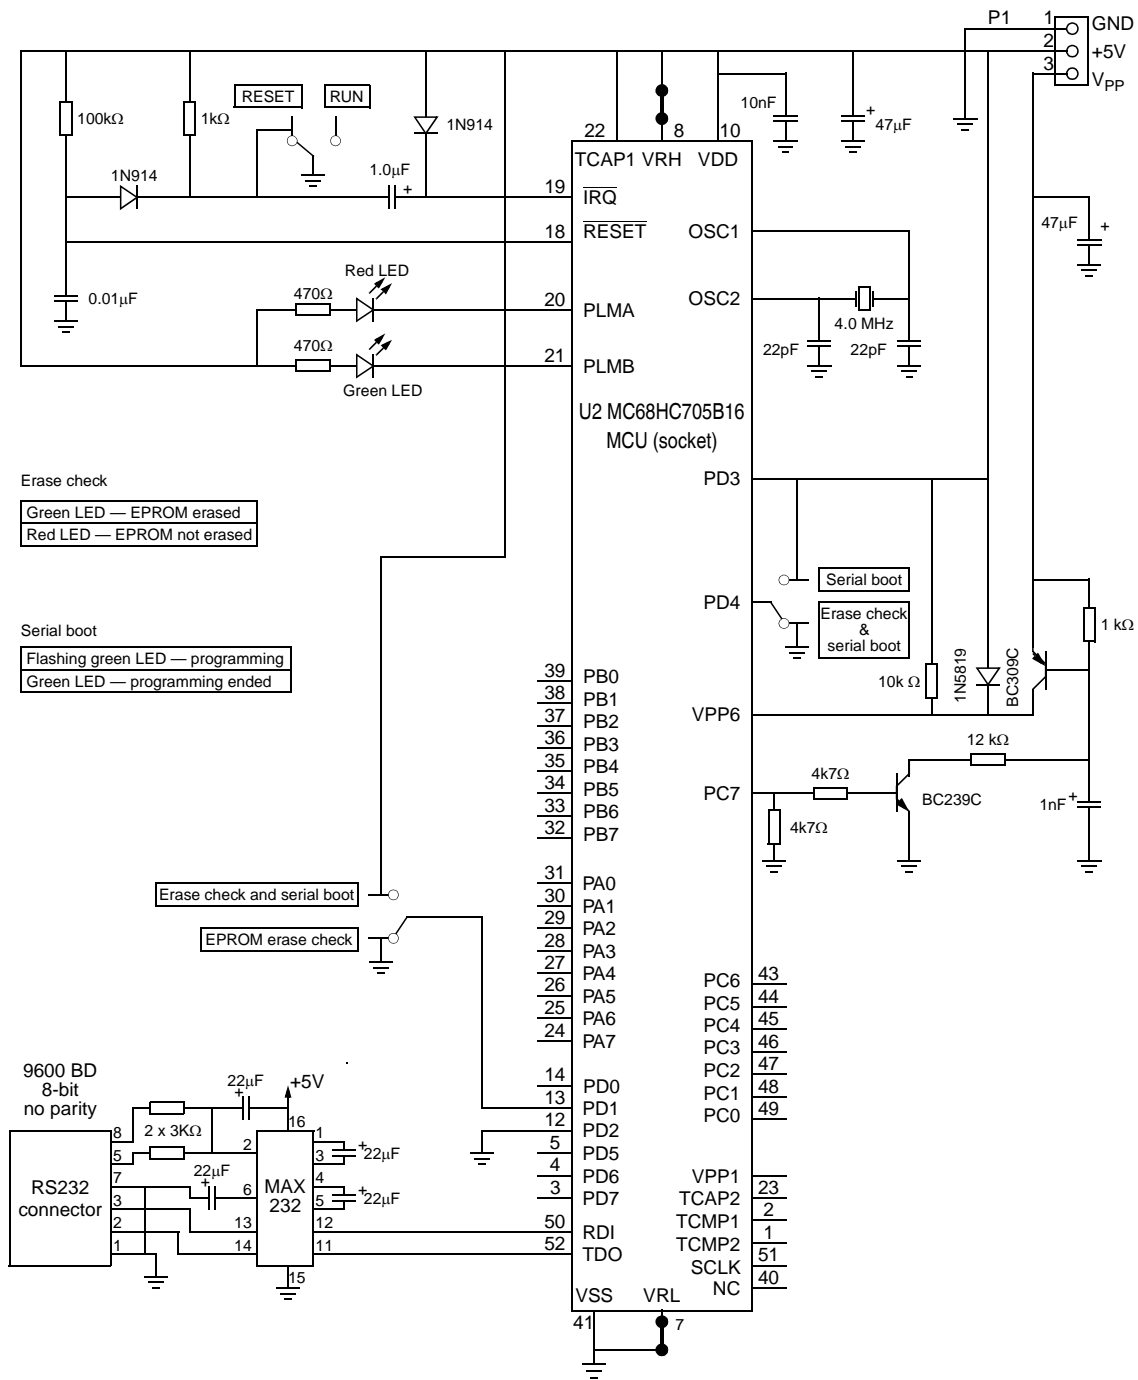 P1
1
GND
2
+5V
3
VPP
100kΩ
1kΩ
RESET
RUN
1N914
10nF
47µF
22
8
10
TCAP1
VRH
VDD
1N914
1.0µF
+
19
IRQ
18
RESET
OSC1
47µF
+
0.01µF
Red LED
470Ω
20
PLMA
OSC2
4.0 MHz
22pF
22pF
470Ω
21
PLMB
Green LED
U2 MC68HC705B16
MCU (socket)
Erase check
Green LED — EPROM erased
Red LED — EPROM not erased
PD3
Serial boot
PD4
Erase check
&
serial boot
Serial boot
Flashing green LED — programming
Green LED — programming ended
1 kΩ
10k Ω
1N5819
BC309C
39
PB0
38
PB1
37
PB2
36
PB3
35
PB4
34
PB5
33
PB6
32
PB7
VPP6
12 kΩ
4k7Ω
PC7
BC239C
1nF
+
4k7Ω
31
PA0
30
PA1
29
PA2
28
PA3
27
PA4
26
PA5
25
PA6
24
PA7
Erase check and serial boot
EPROM erase check
PC6
43
PC5
44
PC4
45
PC3
46
PC2
47
PC1
48
PC0
49
14
PD0
13
PD1
12
PD2
5
PD5
4
PD6
3
PD7
50
RDI
52
TDO
VPP1
TCAP2
23
TCMP1
2
TCMP2
1
SCLK
51
NC
40
9600 BD
8-bit
no parity
22µF
+
+5V
16
2 x 3KΩ
8
5
7
3
2
1
RS232
connector
22µF
+
2
6
13
14
MAX
232
1
3
4
5
12
11
15
+
22µF
+
22µF
VSS
VRL
41
7